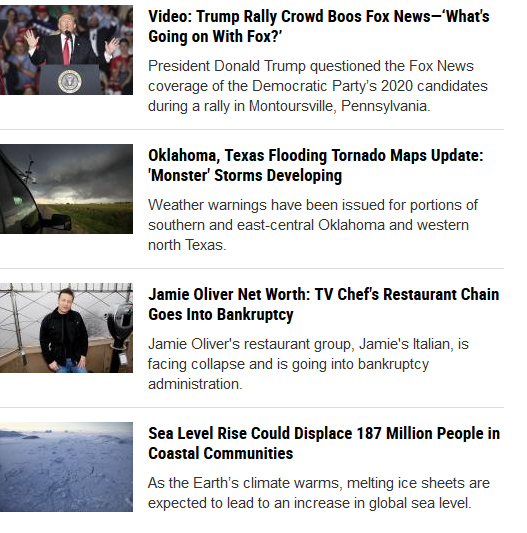 Video: Trump Rally Crowd Boos Fox News—‘What's
Going on With Fox?’
President Donald Trump questioned the Fox News
coverage of the Democratic Party’s 2020 candidates
during a rally in Montoursville, Pennsylvania.
Oklahoma, Texas Flooding Tornado Maps Update:
'Monster' Storms Developing
Weather warnings have been issued for portions of
southern and east-central Oklahoma and western
north Texas.
Jamie Oliver Net Worth: TV Chef's Restaurant Chain
Goes Into Bankruptcy
Jamie Oliver's restaurant group, Jamie's Italian, is
facing collapse and is going into bankruptcy
administration.
Sea Level Rise Could Displace 187 Million People in
Coastal Communities
As the Earth’s climate warms, melting ice sheets are
expected to lead to an increase in global sea level.